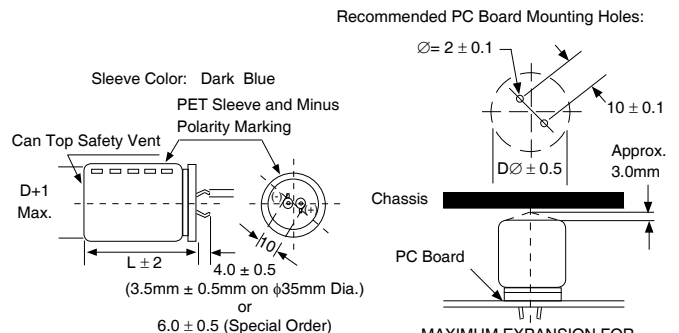 Recommended PC Board Mounting Holes:
Ø= 2 ± 0.1
10 ± 0.1
DØ ± 0.5
Approx.
3.0mm
Chassis
PC Board
MAXIMUM EXPANSION FOR
Sleeve Color: Dark Blue
PET Sleeve and Minus
Polarity Marking
Can Top Safety Vent
D+1
Max.
(-)
(+)
10
L ± 2
4.0 ± 0.5
(3.5mm ± 0.5mm on ϕ35mm Dia.)
or
6.0 ± 0.5 (Special Order)